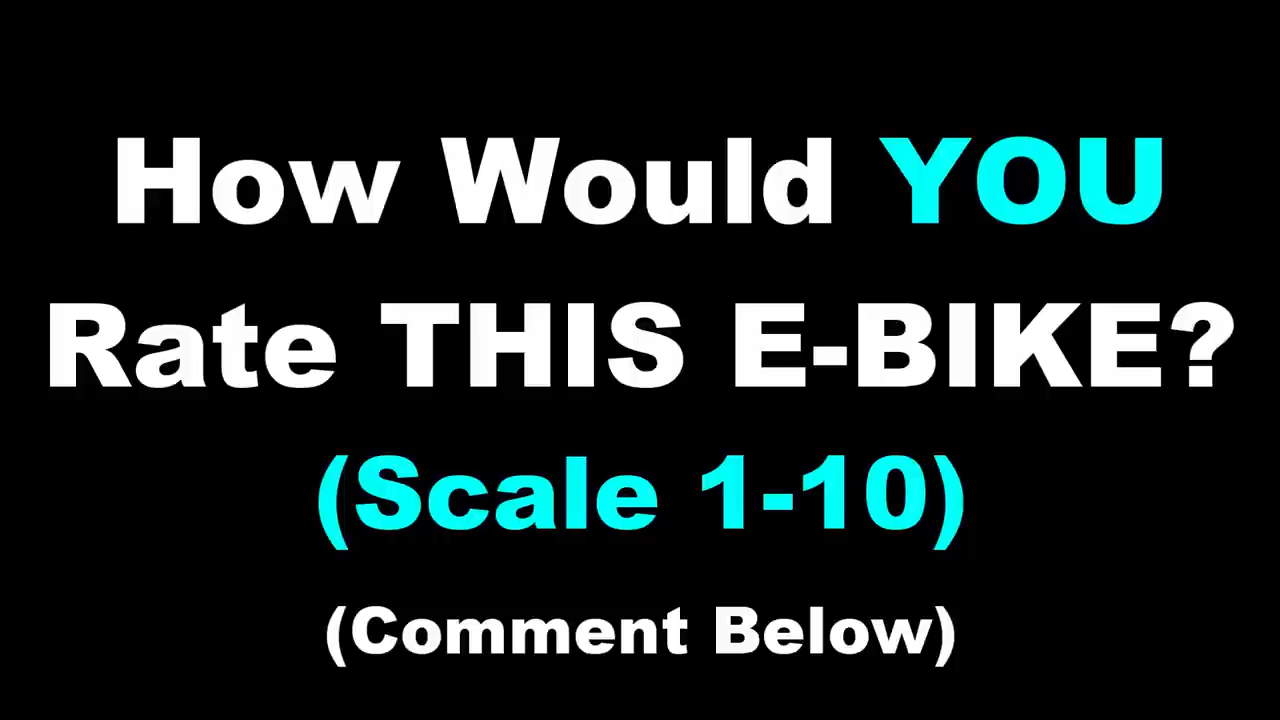 How Would YOU
Rate THIS E-BIKE?
(Scale 1-10)
(Comment Below)